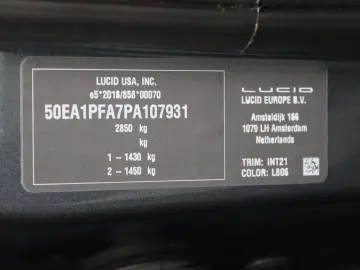 LUCID USA, INC.
e5*2018/858*00070
50EA1PFA7PA107931
2850 kg
kg
1 - 1430 kg
2 - 1450 kg
LUCID
LUCID EUROPE B.V.
Amsteldijk 166
1079 LH Amsterdam
Netherlands
TRIM: INT21
COLOR: L806